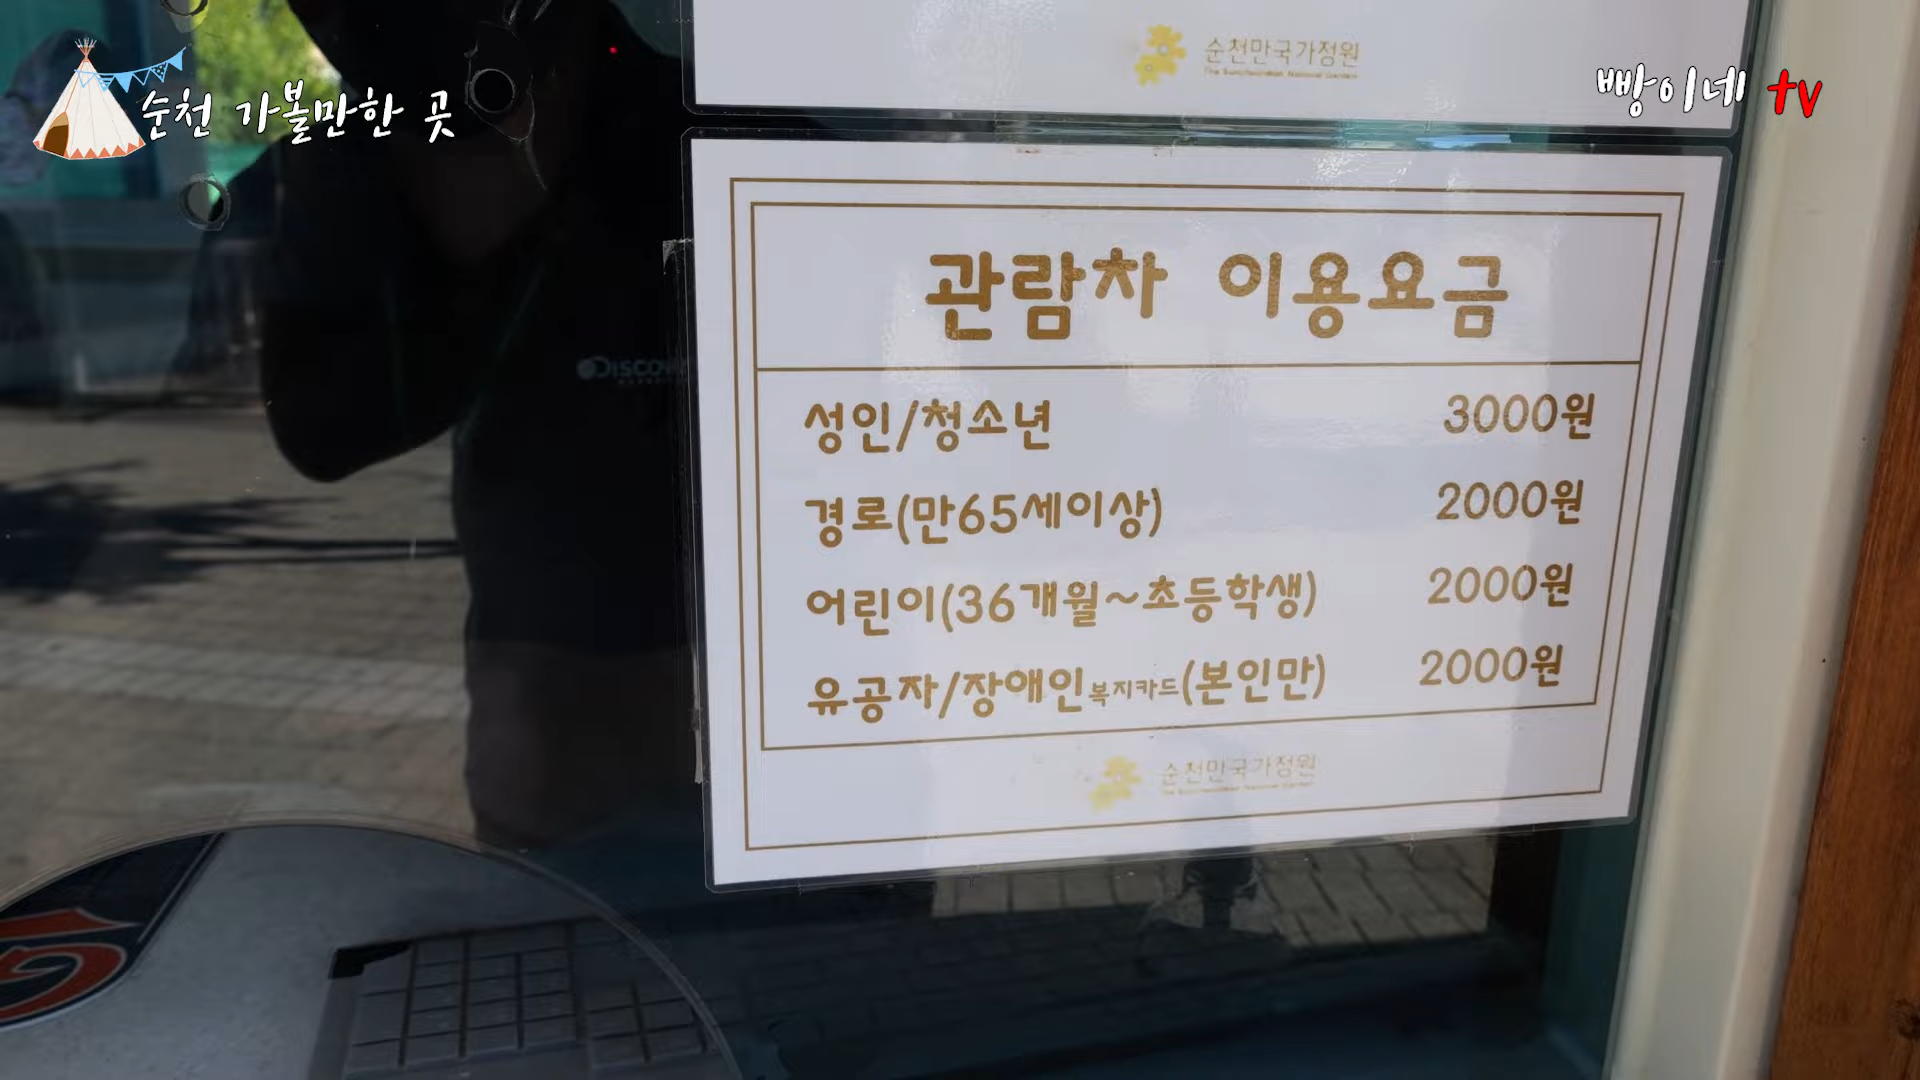 순천만국가정원
순천 가볼만한 곳
빵이네 tv
관람차 이용요금
성인/청소년 3000원
경로(만65세이상) 2000원
어린이(36개월~초등학생) 2000원
유공자/장애인복지카드(본인만) 2000원
순천만국가정원